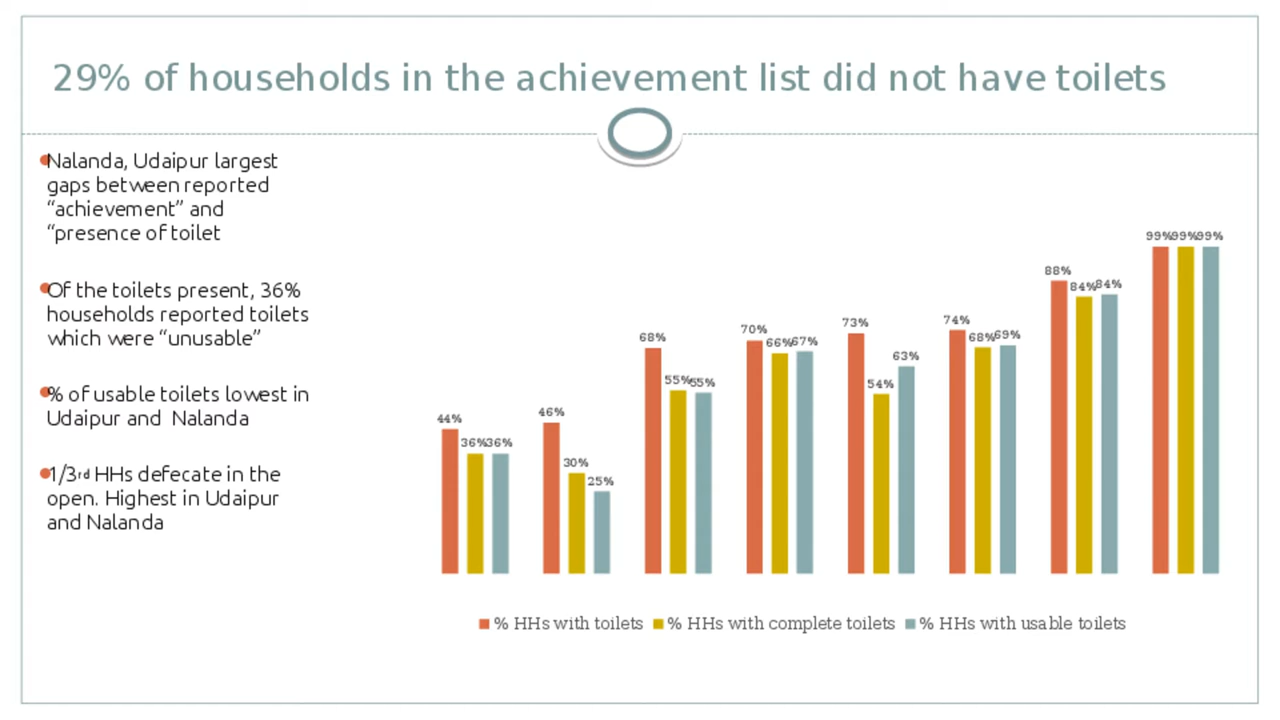 29% of households in the achievement list did not have toilets
Nalanda, Udaipur largest
gaps between reported
“achievement” and
“presence of toilet
Of the toilets present, 36%
households reported toilets
which were “unusable”
% of usable toilets lowest in
Udaipur and Nalanda
1/3rd HHs defecate in the
open. Highest in Udaipur
and Nalanda
44% 36% 36%
46% 30% 25%
68% 55% 55%
70% 66% 67%
73% 54% 63%
74% 68% 69%
88% 84% 84%
99% 99% 99%
% HHs with toilets % HHs with complete toilets % HHs with usable toilets